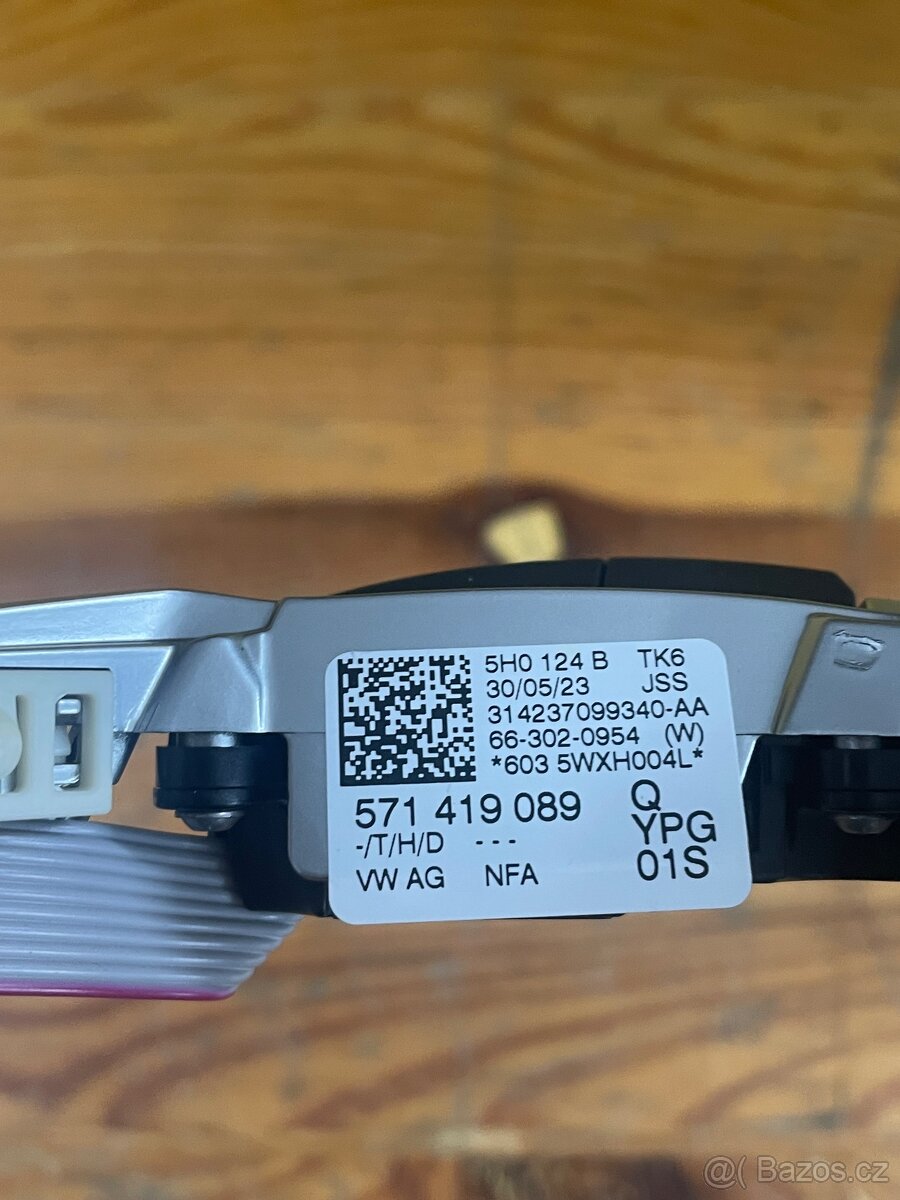 5H0 124 B TK6
30/05/23 JSS
314237099340-AA
66-302-0954 (W)
*603 5WXH004L*
571 419 089 Q
-/T/H/D - - - YPG
VW AG NFA 01S
@( Bazos.cz